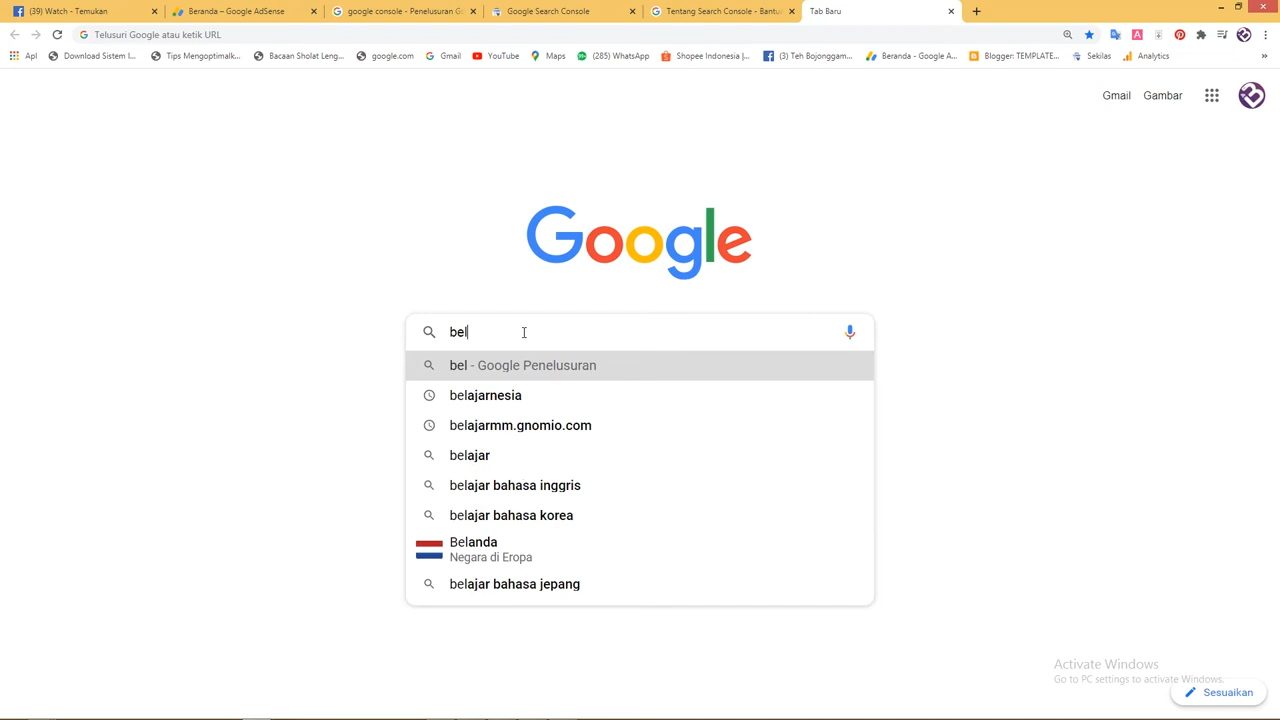 (39) Watch - Temukan
Beranda – Google AdSense
google console - Penelusuran Go
Google Search Console
Tentang Search Console - Bantu
Tab Baru
Telusuri Google atau ketik URL
Apl
Download Sistem I...
Tips Mengoptimalk...
Bacaan Sholat Leng...
google.com
Gmail
YouTube
Maps
(285) WhatsApp
Shopee Indonesia |...
(3) Teh Bojonggam...
Beranda - Google A...
Blogger: TEMPLATE...
Sekilas
Analytics
»
Gmail
Gambar
Google
bel
bel - Google Penelusuran
belajarnesia
belajarmm.gnomio.com
belajar
belajar bahasa inggris
belajar bahasa korea
Belanda
Negara di Eropa
belajar bahasa jepang
Activate Windows
Go to PC settings to activate Windows.
Sesuaikan